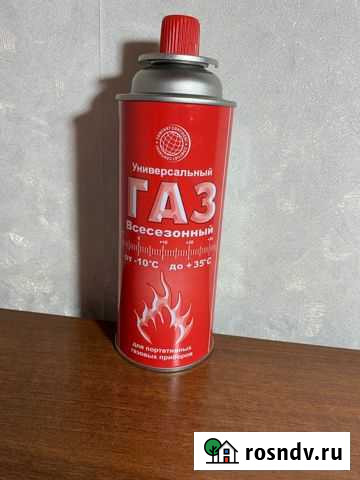 Универсальный
ГАЗ
Всесезонный
от -10°C до +35°C
для портативных
газовых приборов
rosndv.ru